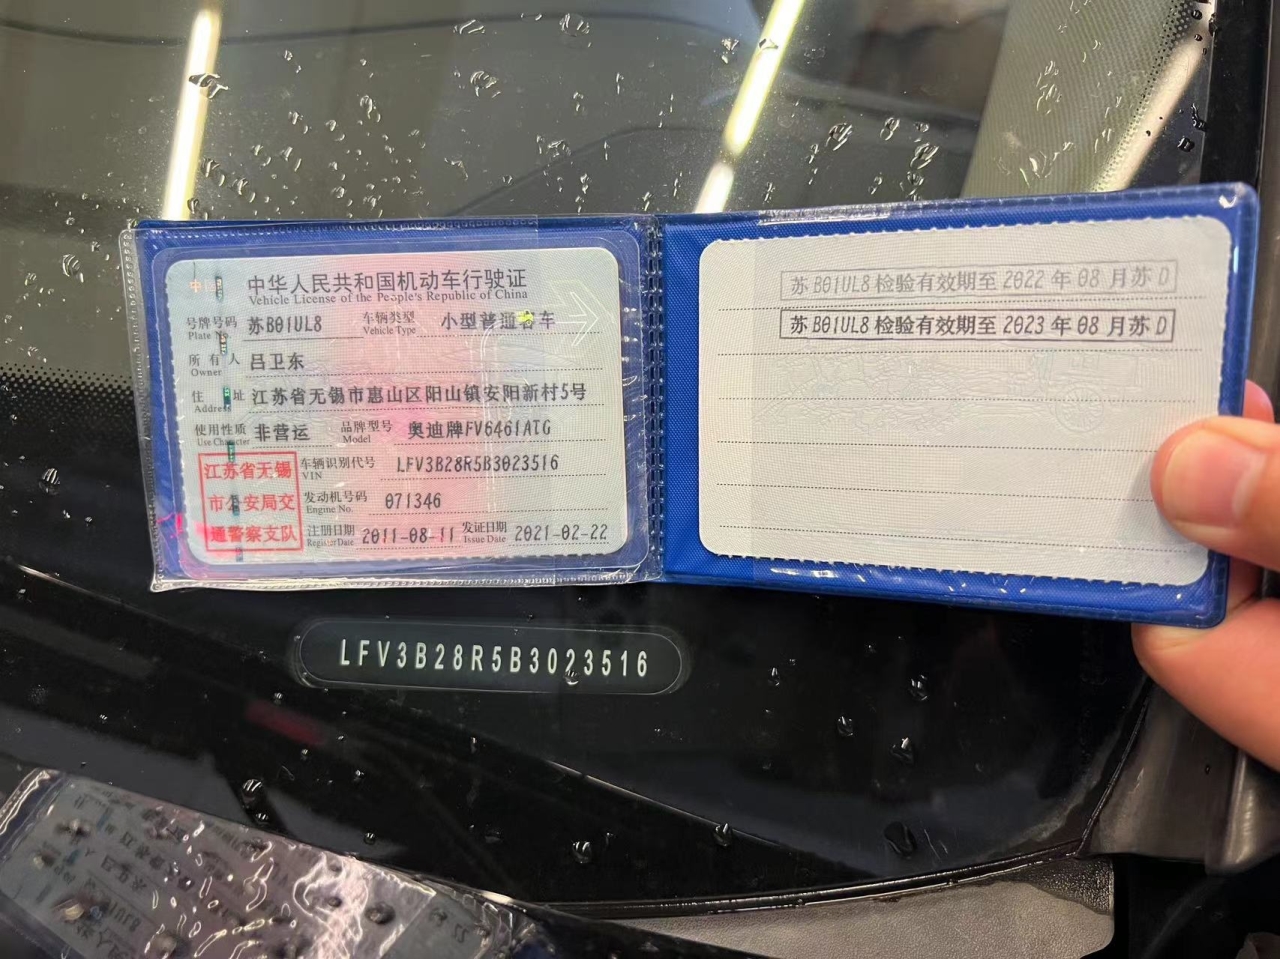 中华人民共和国机动车行驶证
Vehicle License of the People's Republic of China
号牌号码 苏B01UL8 车辆类型 小型普通客车
Plate No. Vehicle Type
所有人 吕卫东
Owner
住址 江苏省无锡市惠山区阳山镇安阳新村5号
Address
使用性质 非营运 品牌型号 奥迪牌FV6461ATG
Use Character Model
江苏省无锡
市公安局交
通警察支队
车辆识别代号 LFV3B28R5B3023516
VIN
发动机号码 071346
Engine No.
注册日期 2011-08-11 发证日期 2021-02-22
Register Date Issue Date
苏B01UL8检验有效期至2022年08月苏D
苏B01UL8检验有效期至2023年08月苏D
LFV3B28R5B3023516